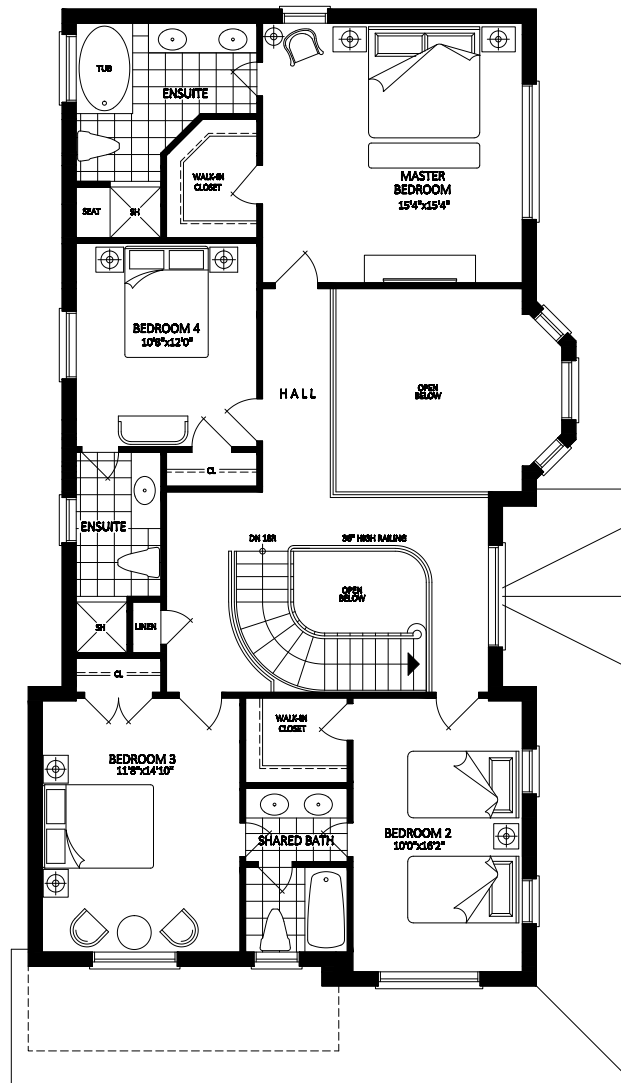 TUB
ENSUITE
WALK-IN
CLOSET
MASTER
BEDROOM
15'4"x15'4"
SEAT
SH
BEDROOM 4
10'8"x12'0"
HALL
OPEN
BELOW
CL
ENSUITE
DN 18R
36" HIGH RAILING
OPEN
BELOW
SH
LINEN
CL
WALK-IN
CLOSET
BEDROOM 3
11'8"x14'10"
SHARED BATH
BEDROOM 2
10'0"x16'2"